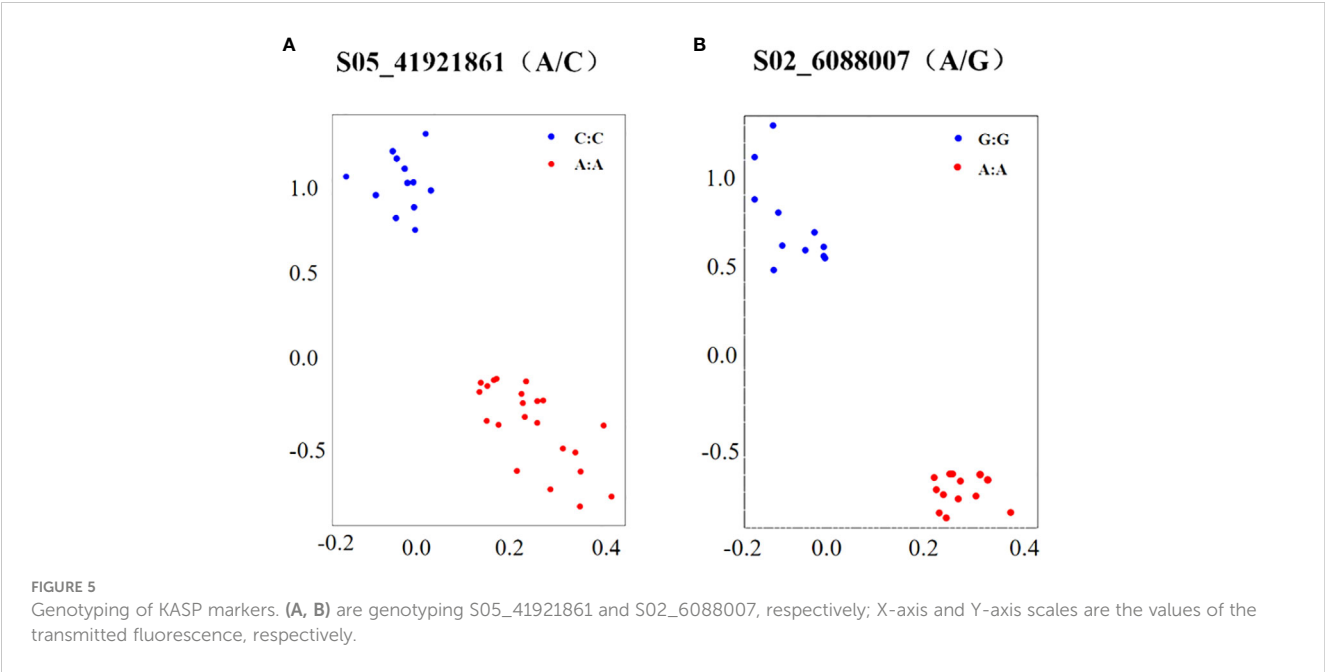 A
S05_41921861（A/C）
C:C
A:A
1.0
0.5
0.0
-0.5
-0.2 0.0 0.2 0.4
B
S02_6088007（A/G）
G:G
A:A
1.0
0.5
0.0
-0.5
-0.2 0.0 0.2 0.4
FIGURE 5
Genotyping of KASP markers. (A, B) are genotyping S05_41921861 and S02_6088007, respectively; X-axis and Y-axis scales are the values of the
transmitted fluorescence, respectively.